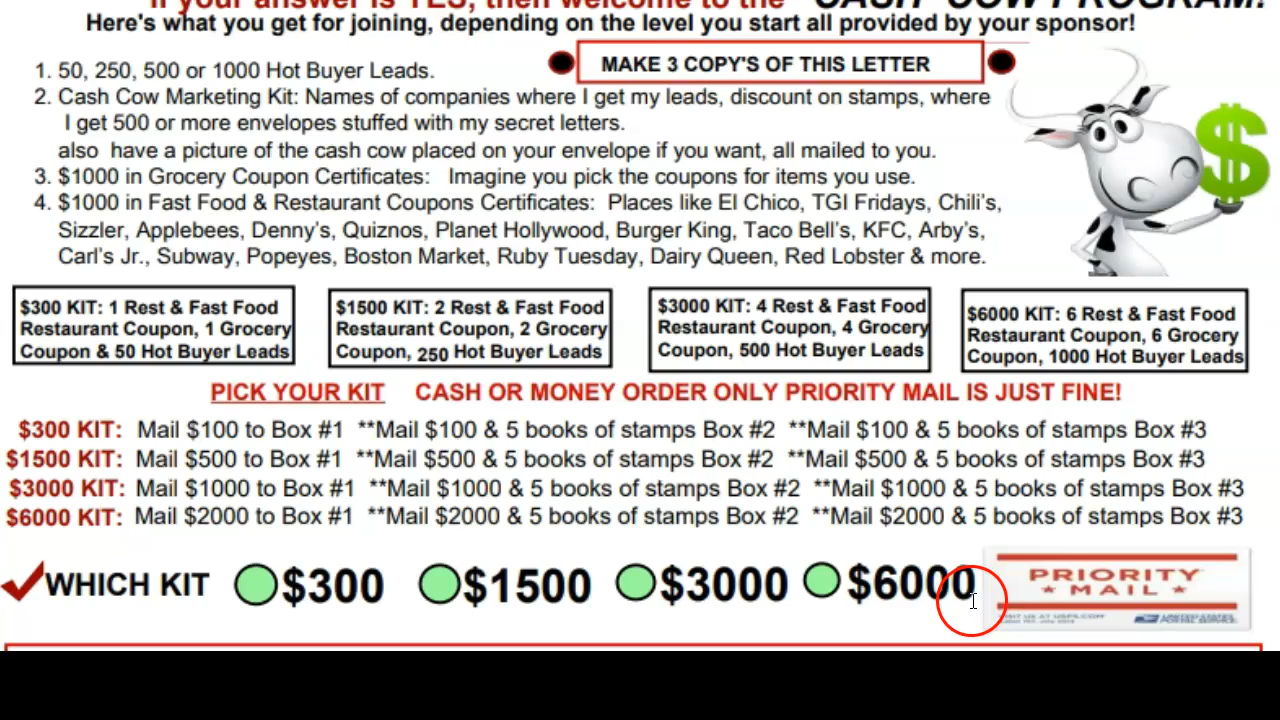 If your answer is YES, then welcome to the "CASH COW PROGRAM!
Here's what you get for joining, depending on the level you start all provided by your sponsor!
MAKE 3 COPY'S OF THIS LETTER
1. 50, 250, 500 or 1000 Hot Buyer Leads.
2. Cash Cow Marketing Kit: Names of companies where I get my leads, discount on stamps, where
I get 500 or more envelopes stuffed with my secret letters.
also have a picture of the cash cow placed on your envelope if you want, all mailed to you.
3. $1000 in Grocery Coupon Certificates: Imagine you pick the coupons for items you use.
4. $1000 in Fast Food & Restaurant Coupons Certificates: Places like El Chico, TGI Fridays, Chili's,
Sizzler, Applebees, Denny's, Quiznos, Planet Hollywood, Burger King, Taco Bell's, KFC, Arby's,
Carl's Jr., Subway, Popeyes, Boston Market, Ruby Tuesday, Dairy Queen, Red Lobster & more.
$
$300 KIT: 1 Rest & Fast Food
Restaurant Coupon, 1 Grocery
Coupon & 50 Hot Buyer Leads
$1500 KIT: 2 Rest & Fast Food
Restaurant Coupon, 2 Grocery
Coupon, 250 Hot Buyer Leads
$3000 KIT: 4 Rest & Fast Food
Restaurant Coupon, 4 Grocery
Coupon, 500 Hot Buyer Leads
$6000 KIT: 6 Rest & Fast Food
Restaurant Coupon, 6 Grocery
Coupon, 1000 Hot Buyer Leads
PICK YOUR KIT CASH OR MONEY ORDER ONLY PRIORITY MAIL IS JUST FINE!
$300 KIT: Mail $100 to Box #1 **Mail $100 & 5 books of stamps Box #2 **Mail $100 & 5 books of stamps Box #3
$1500 KIT: Mail $500 to Box #1 **Mail $500 & 5 books of stamps Box #2 **Mail $500 & 5 books of stamps Box #3
$3000 KIT: Mail $1000 to Box #1 **Mail $1000 & 5 books of stamps Box #2 **Mail $1000 & 5 books of stamps Box #3
$6000 KIT: Mail $2000 to Box #1 **Mail $2000 & 5 books of stamps Box #2 **Mail $2000 & 5 books of stamps Box #3
WHICH KIT $300 $1500 $3000 $6000
PRIORITY
★ MAIL ★
UNITED STATES
POSTAL SERVICE